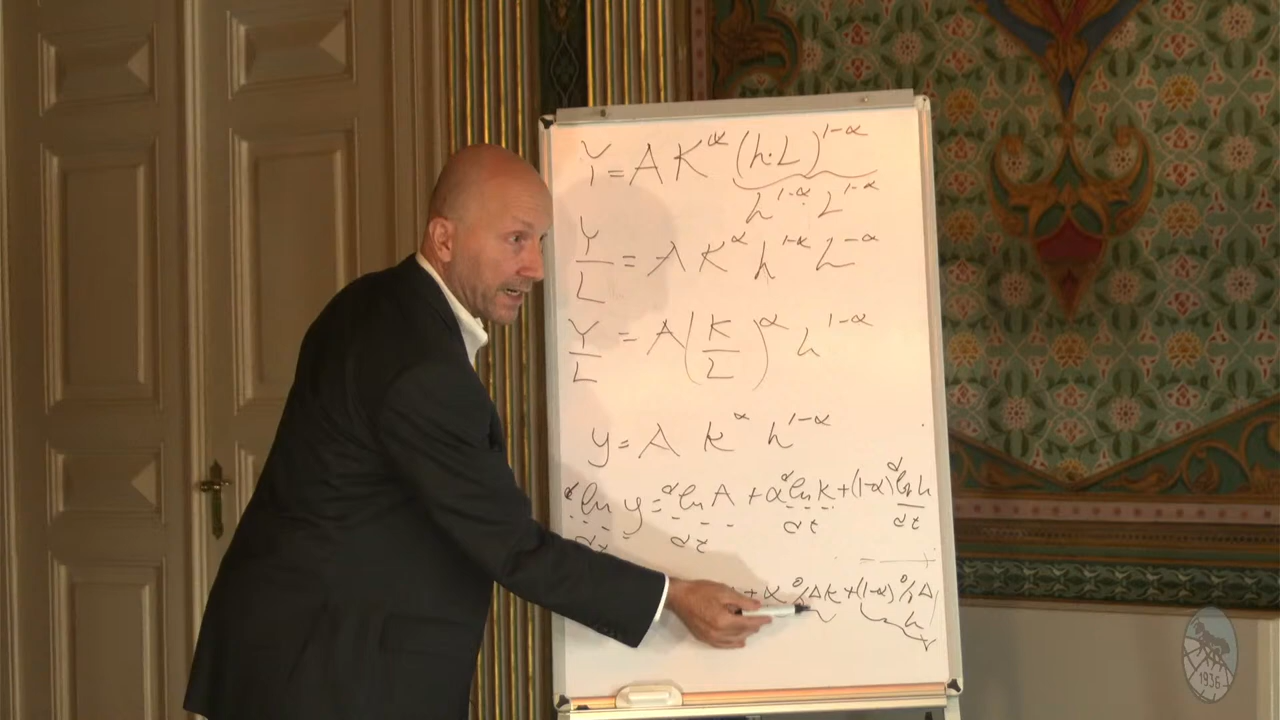 Y = A K^α (h·L)^1-α
h^1-α L^1-α
Y/L = A K^α h^1-α L^-α
Y/L = A (K/L)^α h^1-α
y = A k^α h^1-α
d ln y/dt = d ln A/dt + α d ln k/dt + (1-α) d ln h/dt
+ α %Δk + (1-α) %Δh
1936